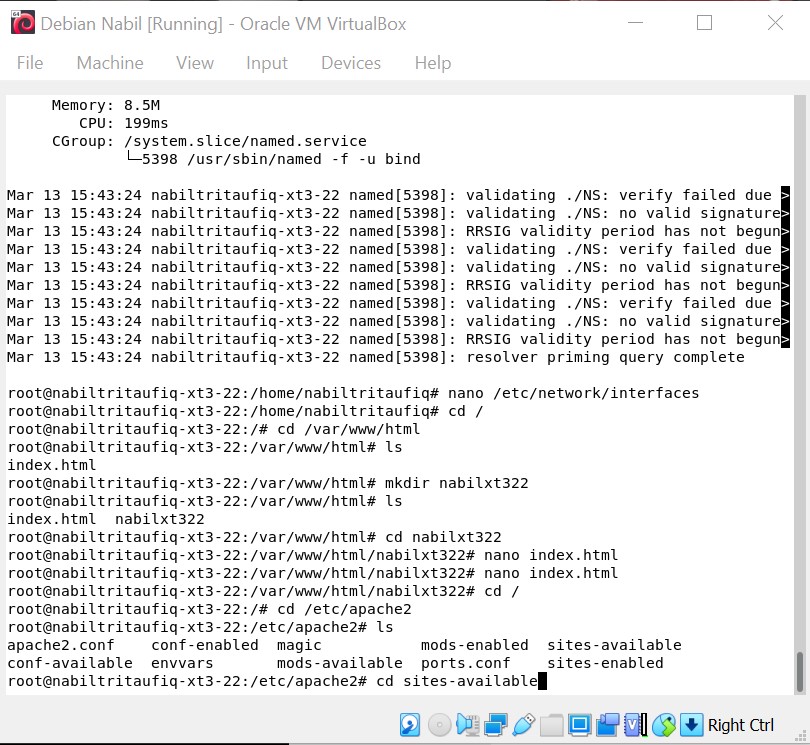 Debian Nabil [Running] - Oracle VM VirtualBox
File Machine View Input Devices Help
Memory: 8.5M
CPU: 199ms
CGroup: /system.slice/named.service
└─5398 /usr/sbin/named -f -u bind
Mar 13 15:43:24 nabiltritaufiq-xt3-22 named[5398]: validating ./NS: verify failed due >
Mar 13 15:43:24 nabiltritaufiq-xt3-22 named[5398]: validating ./NS: no valid signature>
Mar 13 15:43:24 nabiltritaufiq-xt3-22 named[5398]: RRSIG validity period has not begun>
Mar 13 15:43:24 nabiltritaufiq-xt3-22 named[5398]: validating ./NS: verify failed due >
Mar 13 15:43:24 nabiltritaufiq-xt3-22 named[5398]: validating ./NS: no valid signature>
Mar 13 15:43:24 nabiltritaufiq-xt3-22 named[5398]: RRSIG validity period has not begun>
Mar 13 15:43:24 nabiltritaufiq-xt3-22 named[5398]: validating ./NS: verify failed due >
Mar 13 15:43:24 nabiltritaufiq-xt3-22 named[5398]: validating ./NS: no valid signature>
Mar 13 15:43:24 nabiltritaufiq-xt3-22 named[5398]: RRSIG validity period has not begun>
Mar 13 15:43:24 nabiltritaufiq-xt3-22 named[5398]: resolver priming query complete
root@nabiltritaufiq-xt3-22:/home/nabiltritaufiq# nano /etc/network/interfaces
root@nabiltritaufiq-xt3-22:/home/nabiltritaufiq# cd /
root@nabiltritaufiq-xt3-22:/# cd /var/www/html
root@nabiltritaufiq-xt3-22:/var/www/html# ls
index.html
root@nabiltritaufiq-xt3-22:/var/www/html# mkdir nabilxt322
root@nabiltritaufiq-xt3-22:/var/www/html# ls
index.html nabilxt322
root@nabiltritaufiq-xt3-22:/var/www/html# cd nabilxt322
root@nabiltritaufiq-xt3-22:/var/www/html/nabilxt322# nano index.html
root@nabiltritaufiq-xt3-22:/var/www/html/nabilxt322# nano index.html
root@nabiltritaufiq-xt3-22:/var/www/html/nabilxt322# cd /
root@nabiltritaufiq-xt3-22:/# cd /etc/apache2
root@nabiltritaufiq-xt3-22:/etc/apache2# ls
apache2.conf conf-enabled magic mods-enabled sites-available
conf-available envvars mods-available ports.conf sites-enabled
root@nabiltritaufiq-xt3-22:/etc/apache2# cd sites-available
Right Ctrl